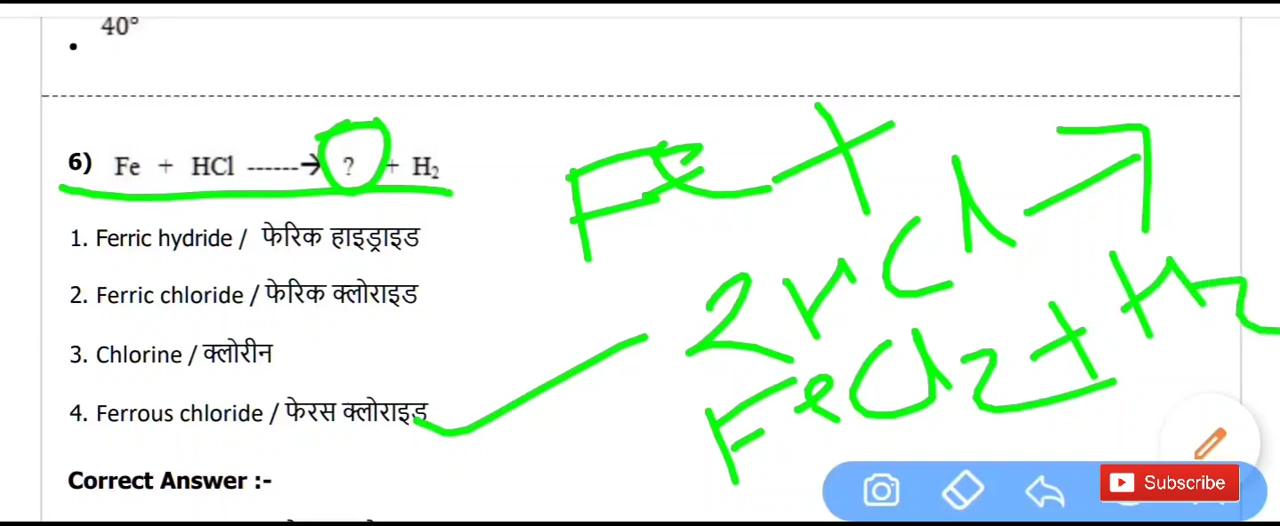 40°
6) Fe + HCl ------→ ? + H₂
Fe +
2HCl →
FeCl2 + H2
1. Ferric hydride / फेरिक हाइड्राइड
2. Ferric chloride / फेरिक क्लोराइड
3. Chlorine / क्लोरीन
4. Ferrous chloride / फेरस क्लोराइड
Correct Answer :-
Subscribe